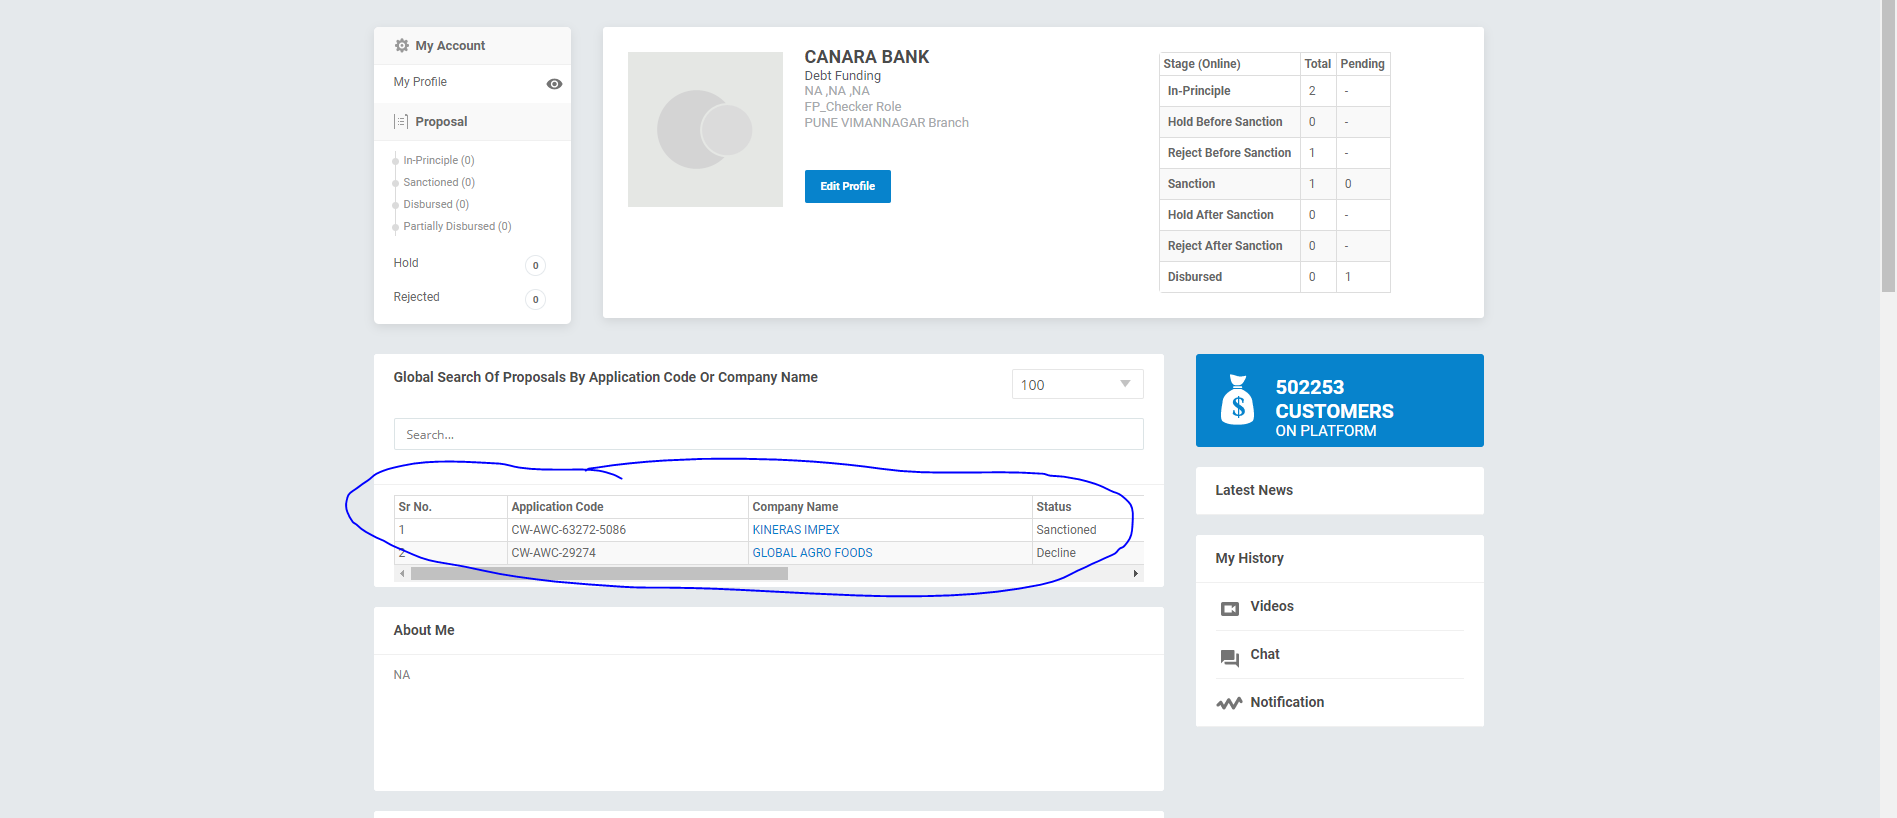 My Account
My Profile
Proposal
In-Principle (0)
Sanctioned (0)
Disbursed (0)
Partially Disbursed (0)
Hold 0
Rejected 0
CANARA BANK
Debt Funding
NA ,NA ,NA
FP_Checker Role
PUNE VIMANNAGAR Branch
Edit Profile
Stage (Online) Total Pending
In-Principle 2 -
Hold Before Sanction 0 -
Reject Before Sanction 1 -
Sanction 1 0
Hold After Sanction 0 -
Reject After Sanction 0 -
Disbursed 0 1
Global Search Of Proposals By Application Code Or Company Name
100
Search...
Sr No. Application Code Company Name Status
1 CW-AWC-63272-5086 KINERAS IMPEX Sanctioned
2 CW-AWC-29274 GLOBAL AGRO FOODS Decline
About Me
NA
$
502253
CUSTOMERS
ON PLATFORM
Latest News
My History
Videos
Chat
Notification